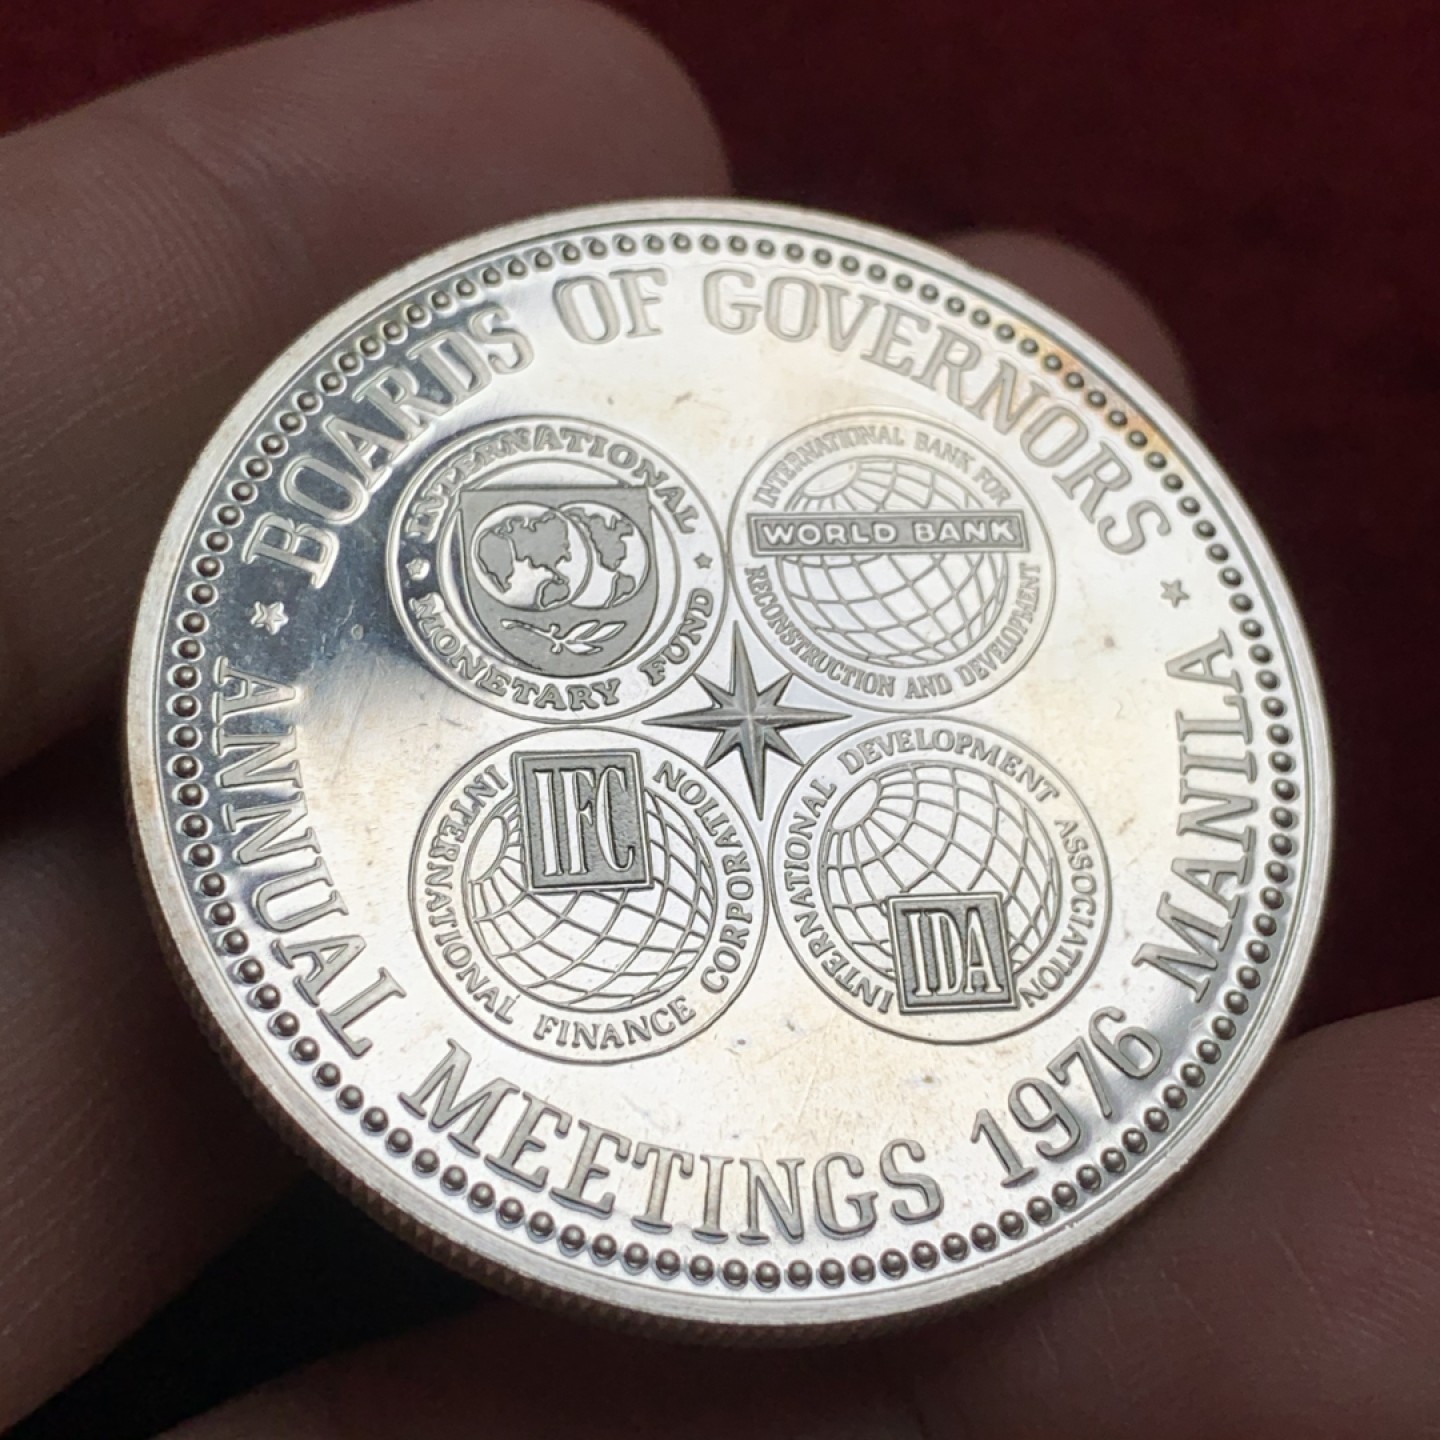 BOARDS OF GOVERNORS
ANNUAL MEETINGS 1976 MANILA
INTERNATIONAL
MONETARY FUND
INTERNATIONAL BANK FOR
WORLD BANK
RECONSTRUCTION AND DEVELOPMENT
IFC
INTERNATIONAL FINANCE CORPORATION
INTERNATIONAL DEVELOPMENT ASSOCIATION
IDA